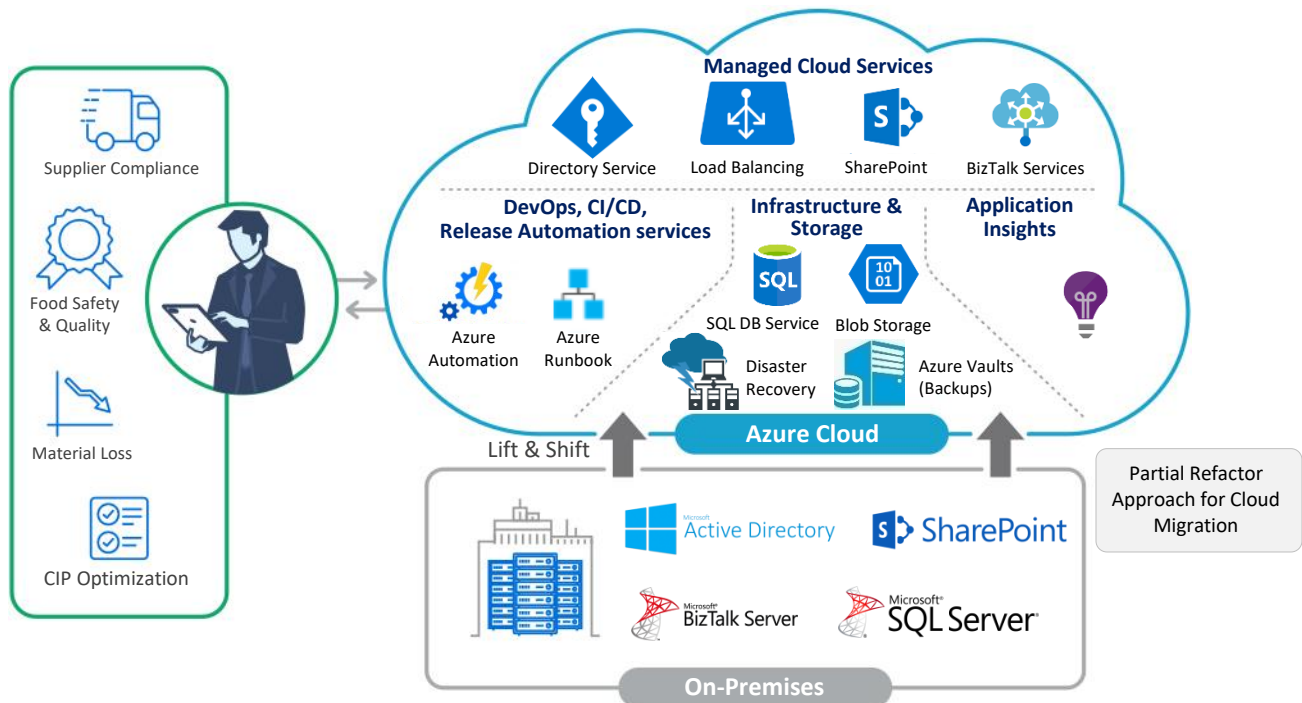 Supplier Compliance
Food Safety
& Quality
Material Loss
CIP Optimization
Managed Cloud Services
Directory Service
Load Balancing
S
SharePoint
BizTalk Services
DevOps, CI/CD,
Release Automation services
Azure
Automation
Azure
Runbook
Infrastructure &
Storage
SQL
SQL DB Service
10
01
Blob Storage
Disaster
Recovery
Azure Vaults
(Backups)
Application
Insights
Azure Cloud
Lift & Shift
Microsoft
Active Directory
S
SharePoint
Microsoft®
BizTalk Server
Microsoft®
SQL Server®
On-Premises
Partial Refactor
Approach for Cloud
Migration